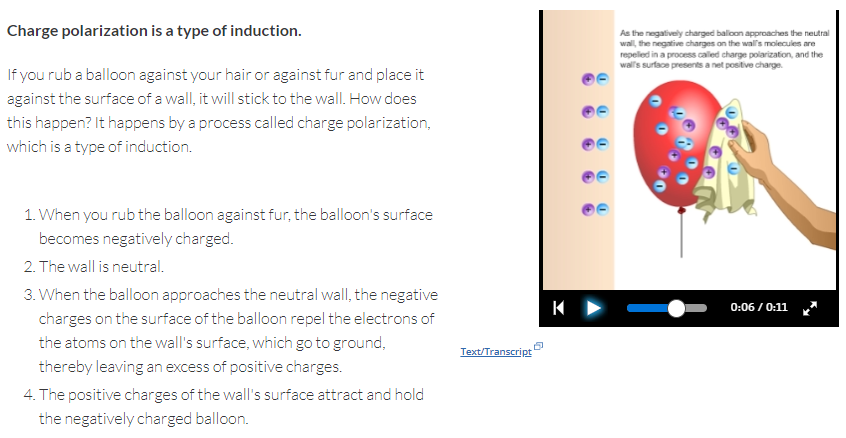 Charge polarization is a type of induction.
If you rub a balloon against your hair or against fur and place it
against the surface of a wall, it will stick to the wall. How does
this happen? It happens by a process called charge polarization,
which is a type of induction.
1. When you rub the balloon against fur, the balloon's surface
becomes negatively charged.
2. The wall is neutral.
3. When the balloon approaches the neutral wall, the negative
charges on the surface of the balloon repel the electrons of
the atoms on the wall's surface, which go to ground,
thereby leaving an excess of positive charges.
4. The positive charges of the wall's surface attract and hold
the negatively charged balloon.
As the negatively charged balloon approaches the neutral
wall, the negative charges on the wall's molecules are
repelled in a process called charge polarization, and the
wall's surface presents a net positive charge.
0:06 / 0:11
Text/Transcript